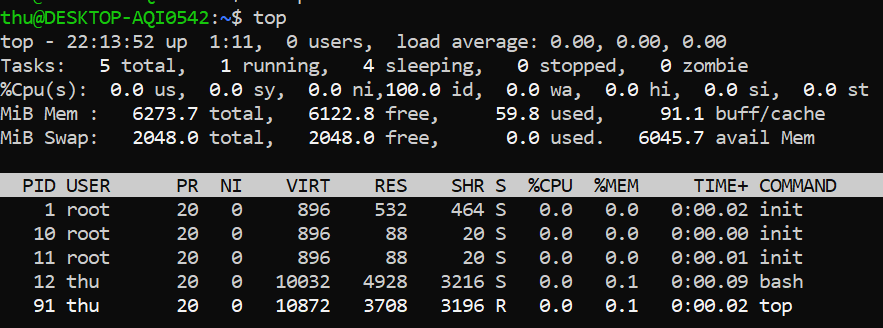 thu@DESKTOP-AQI0542:~$ top
top - 22:13:52 up  1:11,  0 users,  load average: 0.00, 0.00, 0.00
Tasks:   5 total,   1 running,   4 sleeping,   0 stopped,   0 zombie
%Cpu(s):  0.0 us,  0.0 sy,  0.0 ni,100.0 id,  0.0 wa,  0.0 hi,  0.0 si,  0.0 st
MiB Mem :   6273.7 total,   6122.8 free,     59.8 used,     91.1 buff/cache
MiB Swap:   2048.0 total,   2048.0 free,      0.0 used.   6045.7 avail Mem
  PID USER      PR  NI    VIRT    RES    SHR S  %CPU  %MEM     TIME+ COMMAND
    1 root      20   0     896    532    464 S   0.0   0.0   0:00.02 init
   10 root      20   0     896     88     20 S   0.0   0.0   0:00.00 init
   11 root      20   0     896     88     20 S   0.0   0.0   0:00.01 init
   12 thu       20   0   10032   4928   3216 S   0.0   0.1   0:00.09 bash
   91 thu       20   0   10872   3708   3196 R   0.0   0.1   0:00.02 top